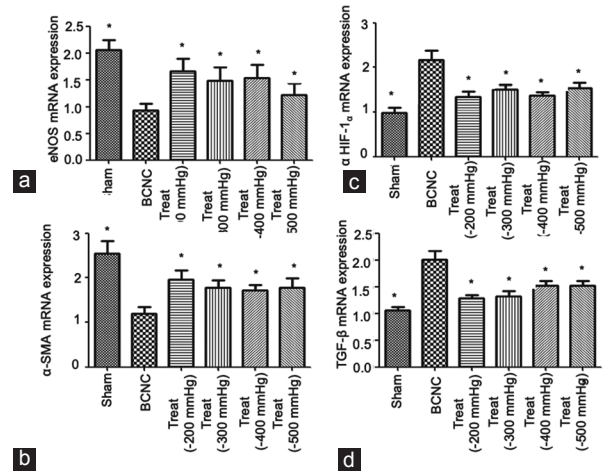 a
eNOS mRNA expression
2.5
2.0
1.5
1.0
0.5
0.0
* * * * * *
BCNC
Treat
Treat
Treat
Treat
c
α HIF-1α mRNA expression
3
2
1
0
* * * * *
Sham
BCNC
Treat
(-200 mmHg)
Treat
(-300 mmHg)
Treat
(-400 mmHg)
Treat
(-500 mmHg)
b
α-SMA mRNA expression
3
2
1
0
* * * * *
Sham
BCNC
Treat
(-200 mmHg)
Treat
(-300 mmHg)
Treat
(-400 mmHg)
Treat
(-500 mmHg)
d
TGF-β mRNA expression
2.5
2.0
1.5
1.0
0.5
0.0
* * * * *
Sham
BCNC
Treat
(-200 mmHg)
Treat
(-300 mmHg)
Treat
(-400 mmHg)
Treat
(-500 mmHg)